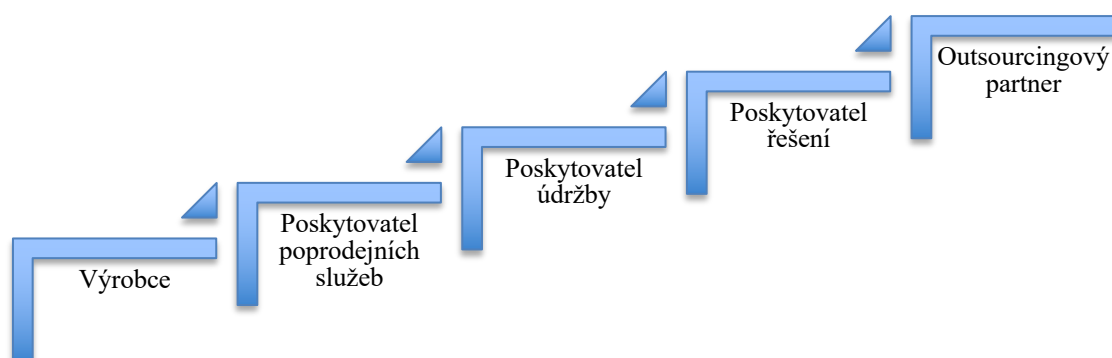 Výrobce
Poskytovatel
poprodejních
služeb
Poskytovatel
údržby
Poskytovatel
řešení
Outsourcingový
partner